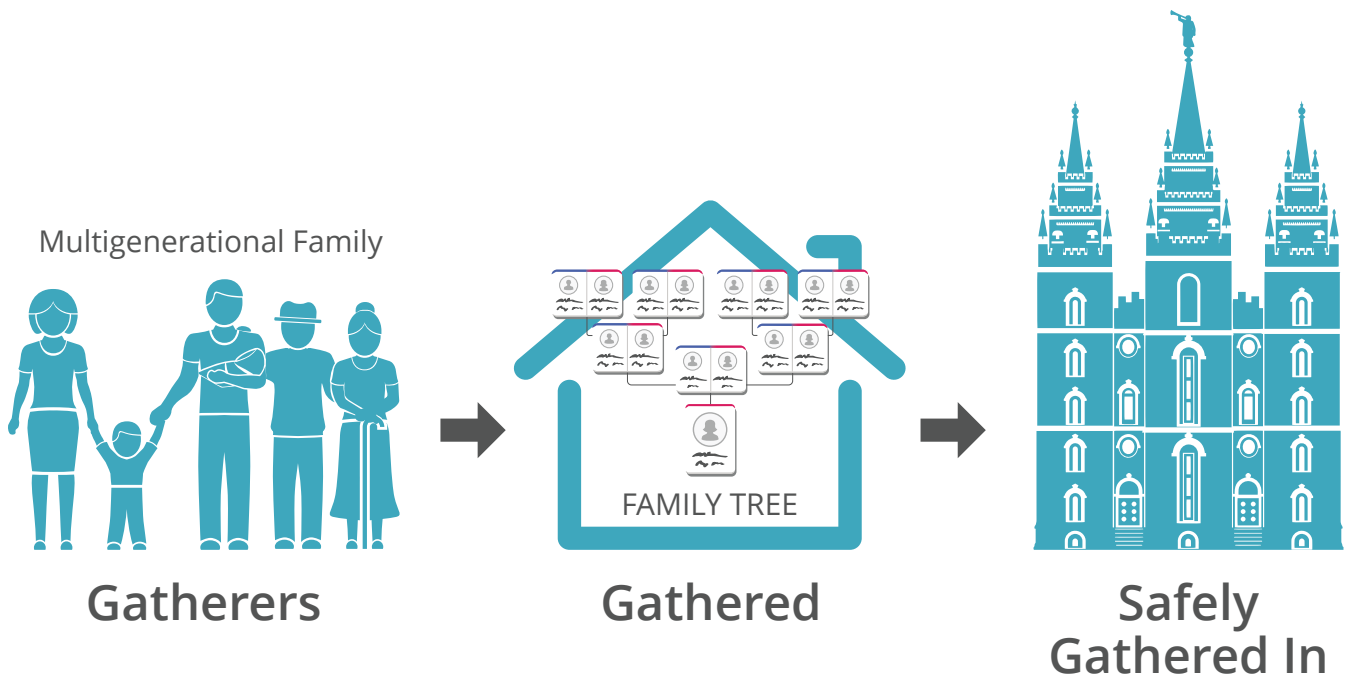 Multigenerational Family
FAMILY TREE
Gatherers
Gathered
Safely
Gathered In